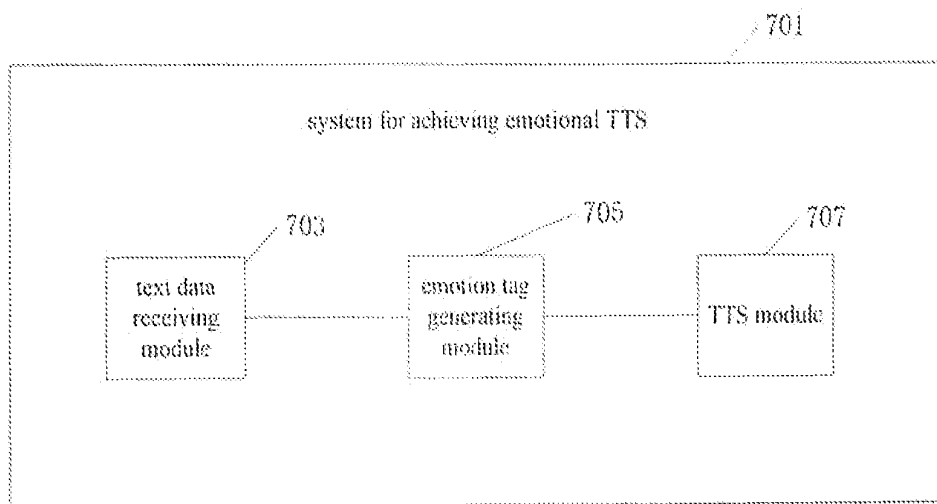 701
system for achieving emotional TTS
703
705
707
text data
receiving
module
emotion tag
generating
module
TTS module